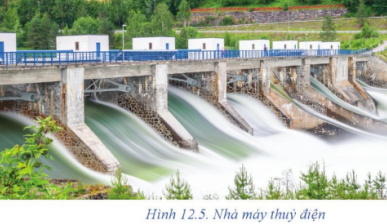 Hình 12.5. Nhà máy thuỷ điện